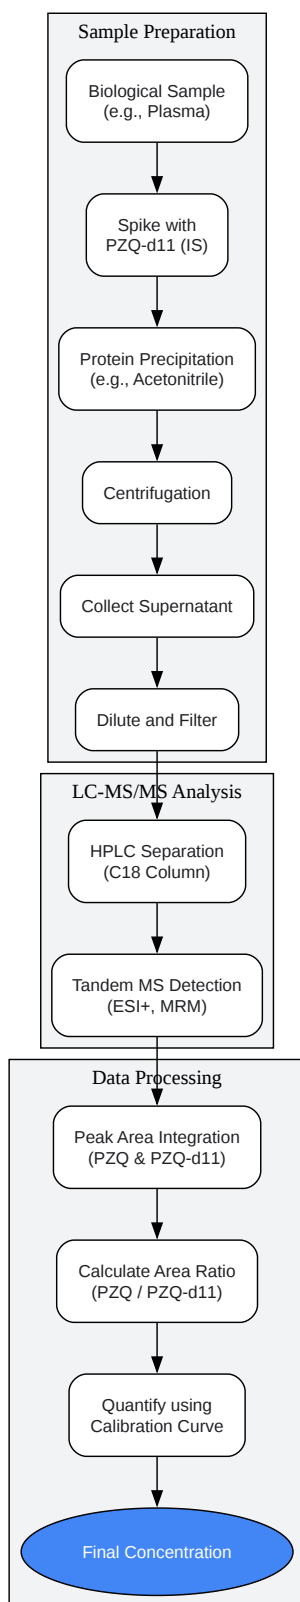 Sample Preparation
Biological Sample
(e.g., Plasma)
Spike with
PZQ-d11 (IS)
Protein Precipitation
(e.g., Acetonitrile)
Centrifugation
Collect Supernatant
Dilute and Filter
LC-MS/MS Analysis
HPLC Separation
(C18 Column)
Tandem MS Detection
(ESI+, MRM)
Data Processing
Peak Area Integration
(PZQ & PZQ-d11)
Calculate Area Ratio
(PZQ / PZQ-d11)
Quantify using
Calibration Curve
Final Concentration